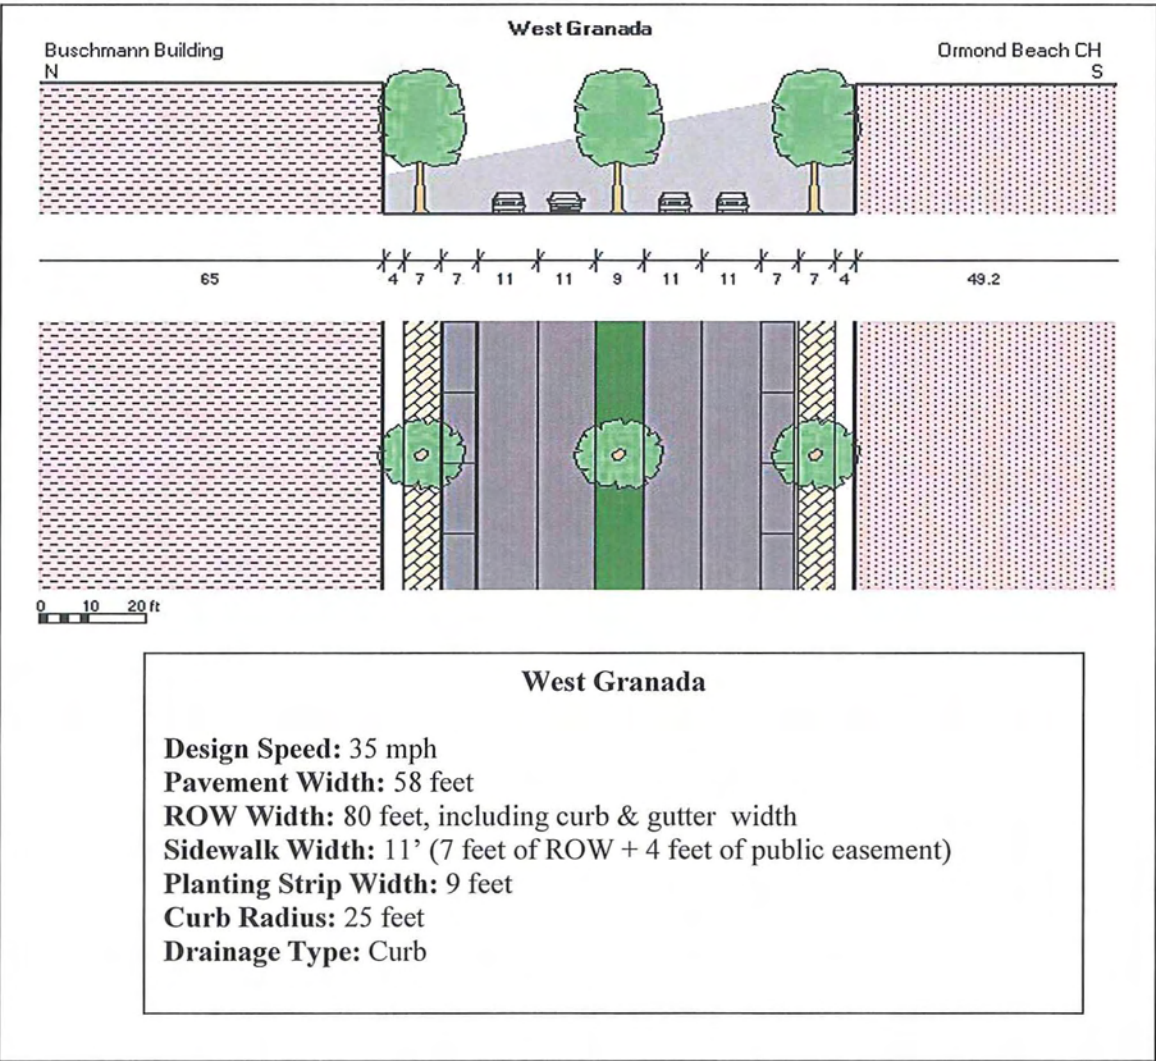 West Granada
Buschmann Building
N
Ormond Beach CH
S
65 4 7 7 11 11 9 11 11 7 7 4 49.2
0 10 20 ft
West Granada
Design Speed: 35 mph
Pavement Width: 58 feet
ROW Width: 80 feet, including curb & gutter width
Sidewalk Width: 11’ (7 feet of ROW + 4 feet of public easement)
Planting Strip Width: 9 feet
Curb Radius: 25 feet
Drainage Type: Curb